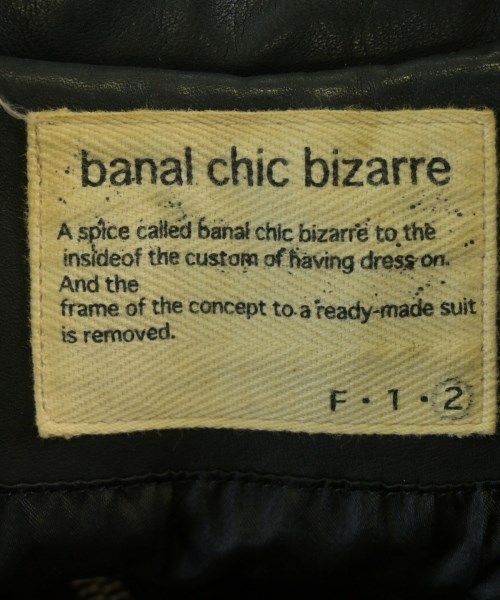 banal chic bizarre
A spice called banal chic bizarre to the
insideof the custom of having dress on.
And the
frame of the concept to a ready-made suit
is removed.
F・1・2